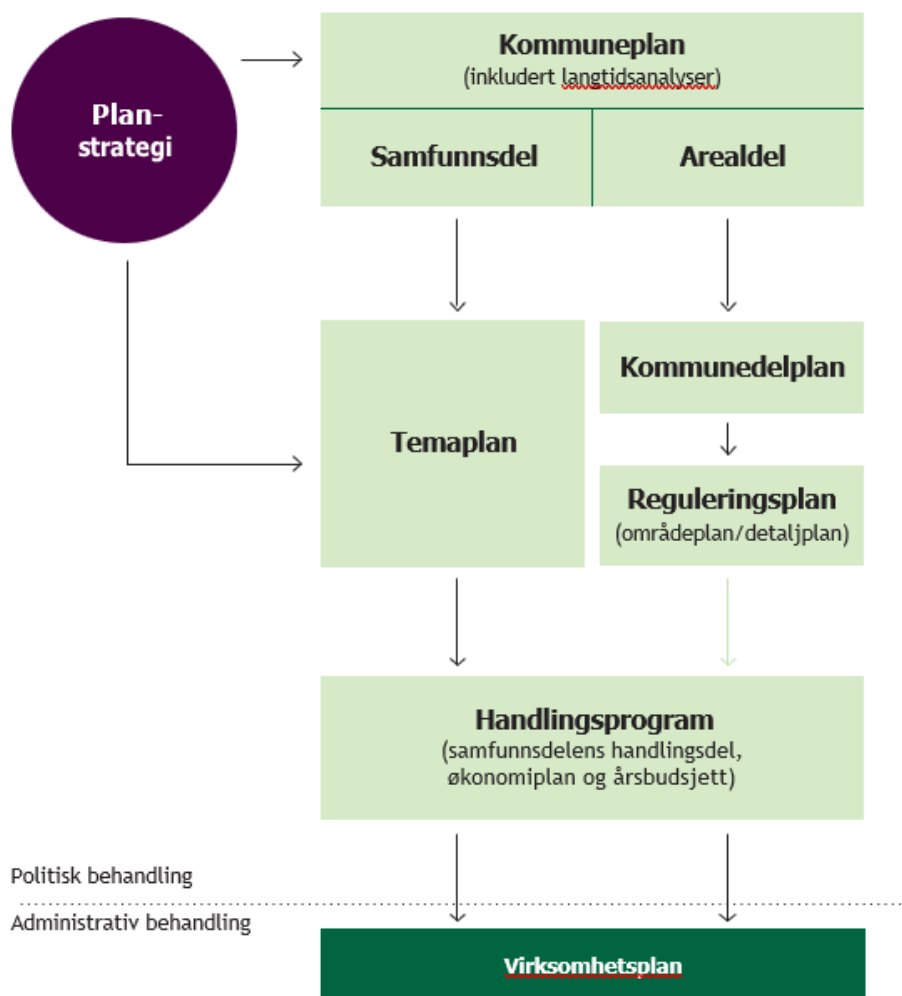 Plan-
strategi
Kommuneplan
(inkludert langtidsanalyser)
Samfunnsdel
Arealdel
Temaplan
Kommunedelplan
Reguleringsplan
(områdeplan/detaljplan)
Handlingsprogram
(samfunnsdelens handlingsdel,
økonomiplan og årsbudsjett)
Politisk behandling
Administrativ behandling
Virksomhetsplan